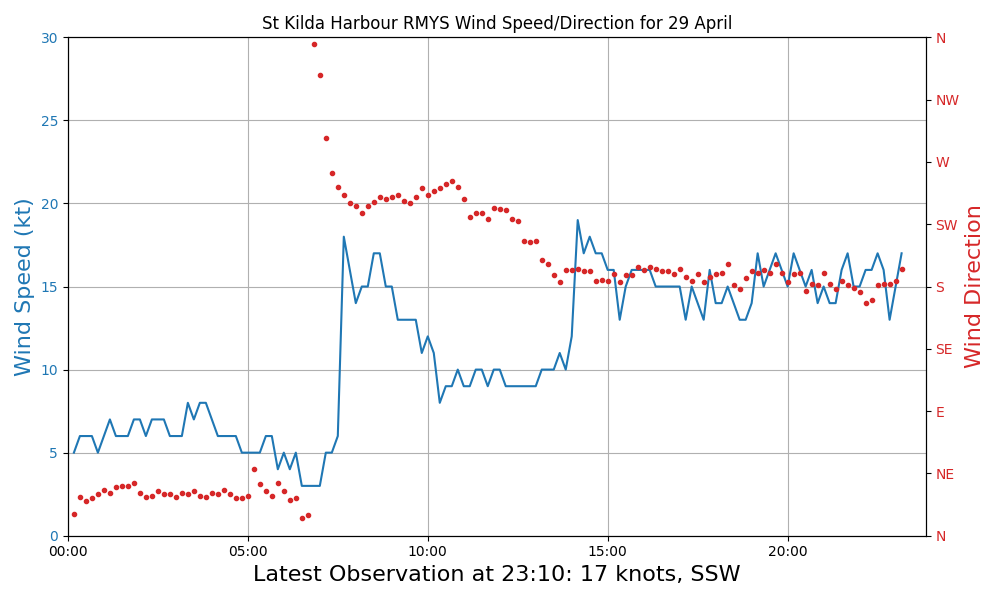 St Kilda Harbour RMYS Wind Speed/Direction for 29 April
30
25
20
15
10
5
0
Wind Speed (kt)
N
NW
W
SW
S
SE
E
NE
N
Wind Direction
00:00
05:00
10:00
15:00
20:00
Latest Observation at 23:10: 17 knots, SSW